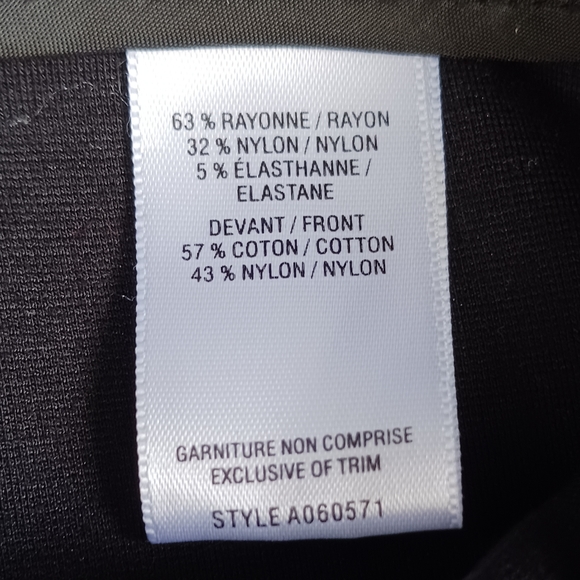 63 % RAYONNE / RAYON
32 % NYLON / NYLON
5 % ÉLASTHANNE /
ELASTANE
DEVANT / FRONT
57 % COTON / COTTON
43 % NYLON / NYLON
GARNITURE NON COMPRISE
EXCLUSIVE OF TRIM
STYLE A060571